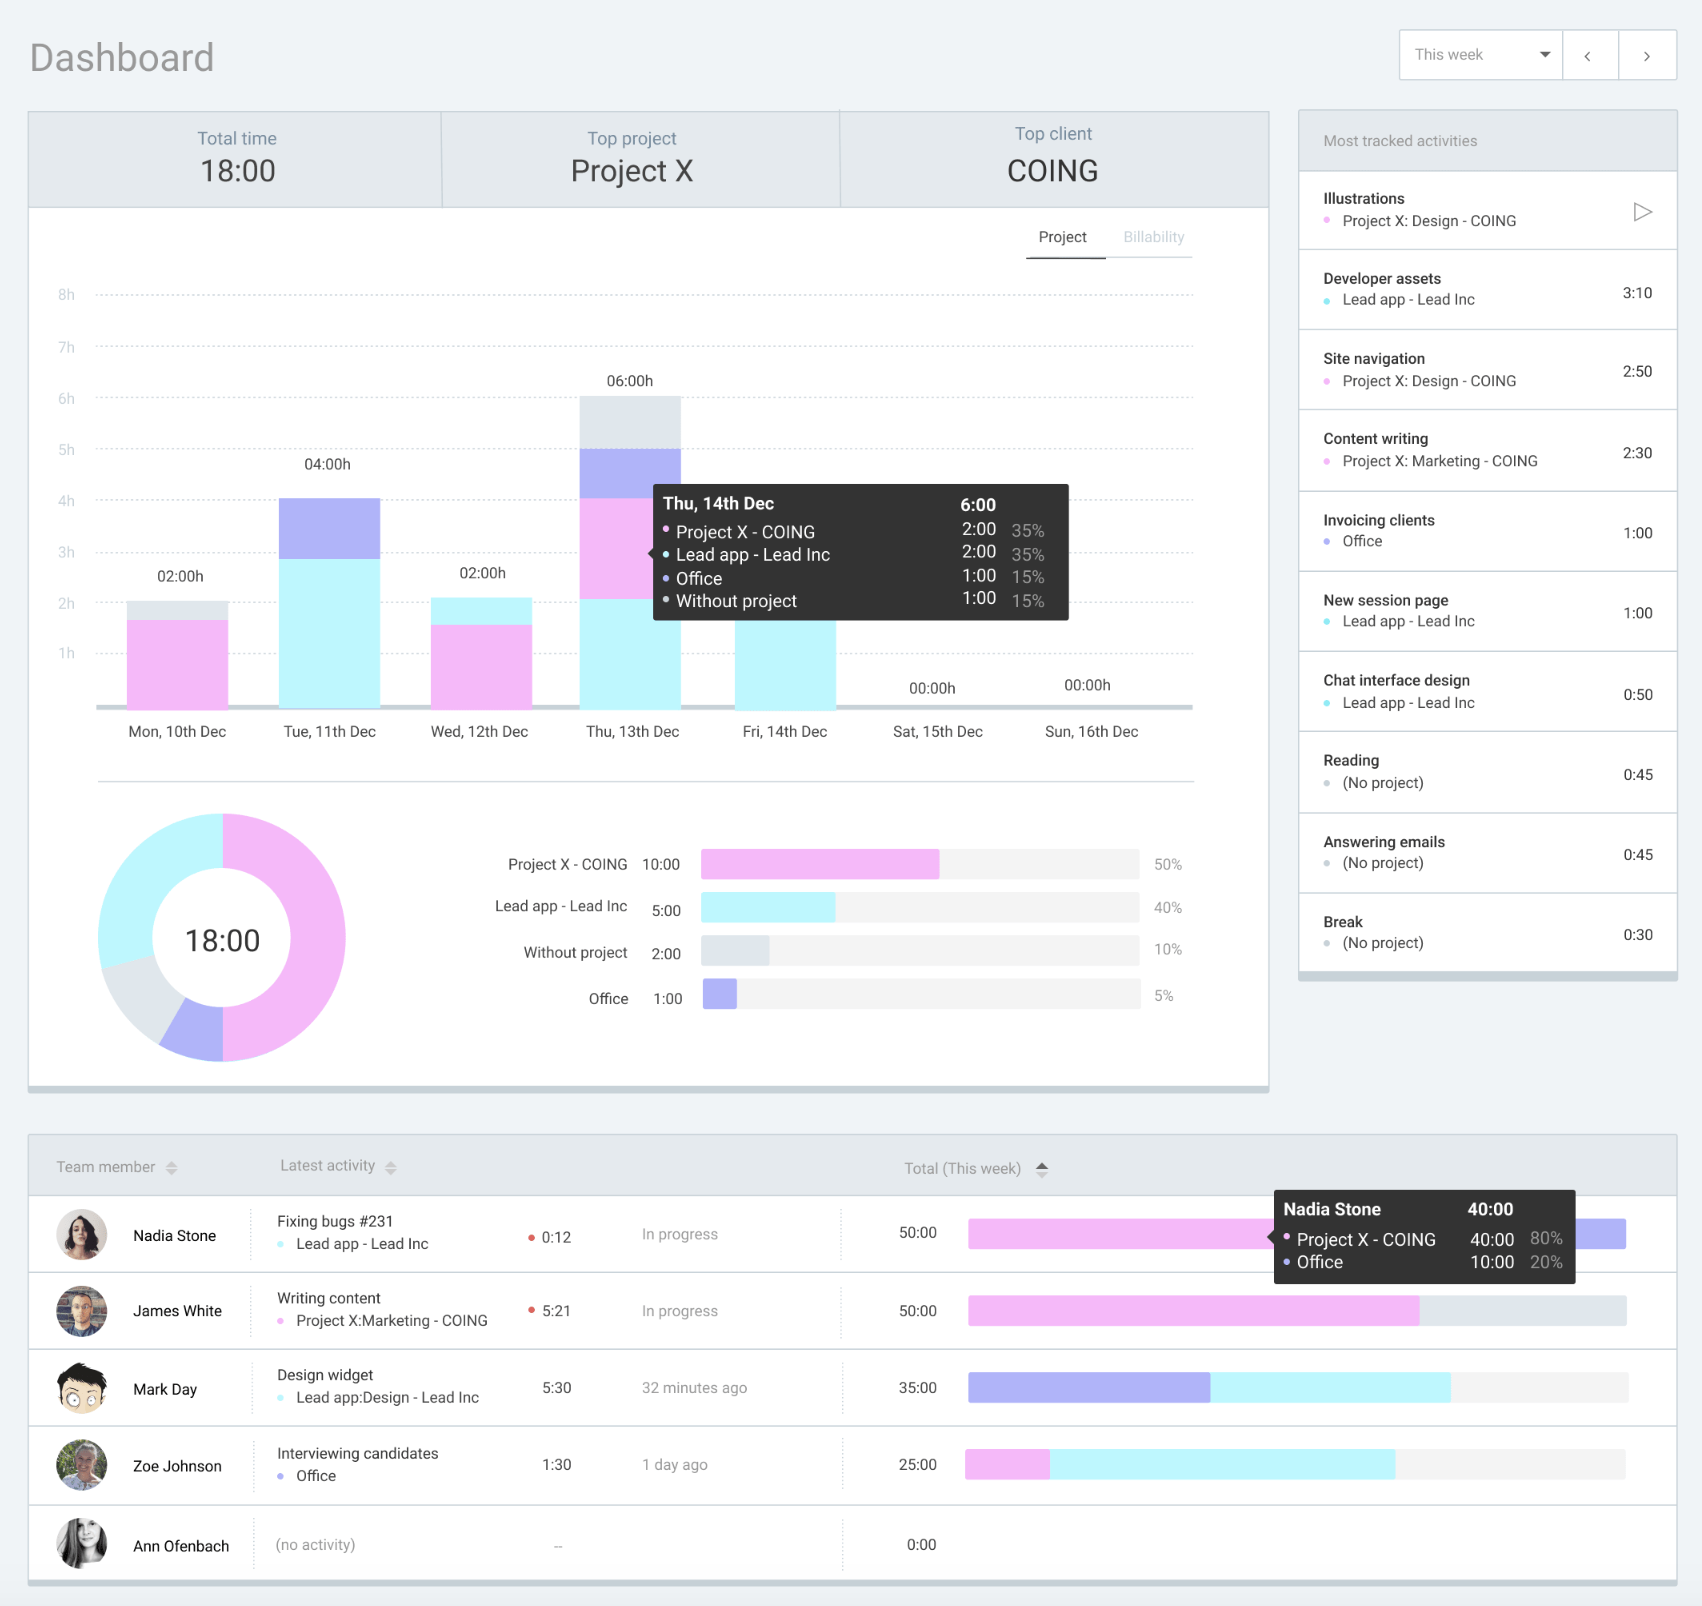 Dashboard
This week
Total time
18:00
Top project
Project X
Top client
COING
Project
Billability
8h
7h
6h
5h
4h
3h
2h
1h
02:00h
04:00h
02:00h
06:00h
00:00h
00:00h
Thu, 14th Dec 6:00
Project X - COING 2:00 35%
Lead app - Lead Inc 2:00 35%
Office 1:00 15%
Without project 1:00 15%
Mon, 10th Dec
Tue, 11th Dec
Wed, 12th Dec
Thu, 13th Dec
Fri, 14th Dec
Sat, 15th Dec
Sun, 16th Dec
18:00
Project X - COING 10:00 50%
Lead app - Lead Inc 5:00 40%
Without project 2:00 10%
Office 1:00 5%
Most tracked activities
Illustrations
Project X: Design - COING
Developer assets
Lead app - Lead Inc
3:10
Site navigation
Project X: Design - COING
2:50
Content writing
Project X: Marketing - COING
2:30
Invoicing clients
Office
1:00
New session page
Lead app - Lead Inc
1:00
Chat interface design
Lead app - Lead Inc
0:50
Reading
(No project)
0:45
Answering emails
(No project)
0:45
Break
(No project)
0:30
Team member
Latest activity
Total (This week)
Nadia Stone
Fixing bugs #231
Lead app - Lead Inc
0:12
In progress
50:00
Nadia Stone 40:00
Project X - COING 40:00 80%
Office 10:00 20%
James White
Writing content
Project X:Marketing - COING
5:21
In progress
50:00
Mark Day
Design widget
Lead app:Design - Lead Inc
5:30
32 minutes ago
35:00
Zoe Johnson
Interviewing candidates
Office
1:30
1 day ago
25:00
Ann Ofenbach
(no activity)
--
0:00